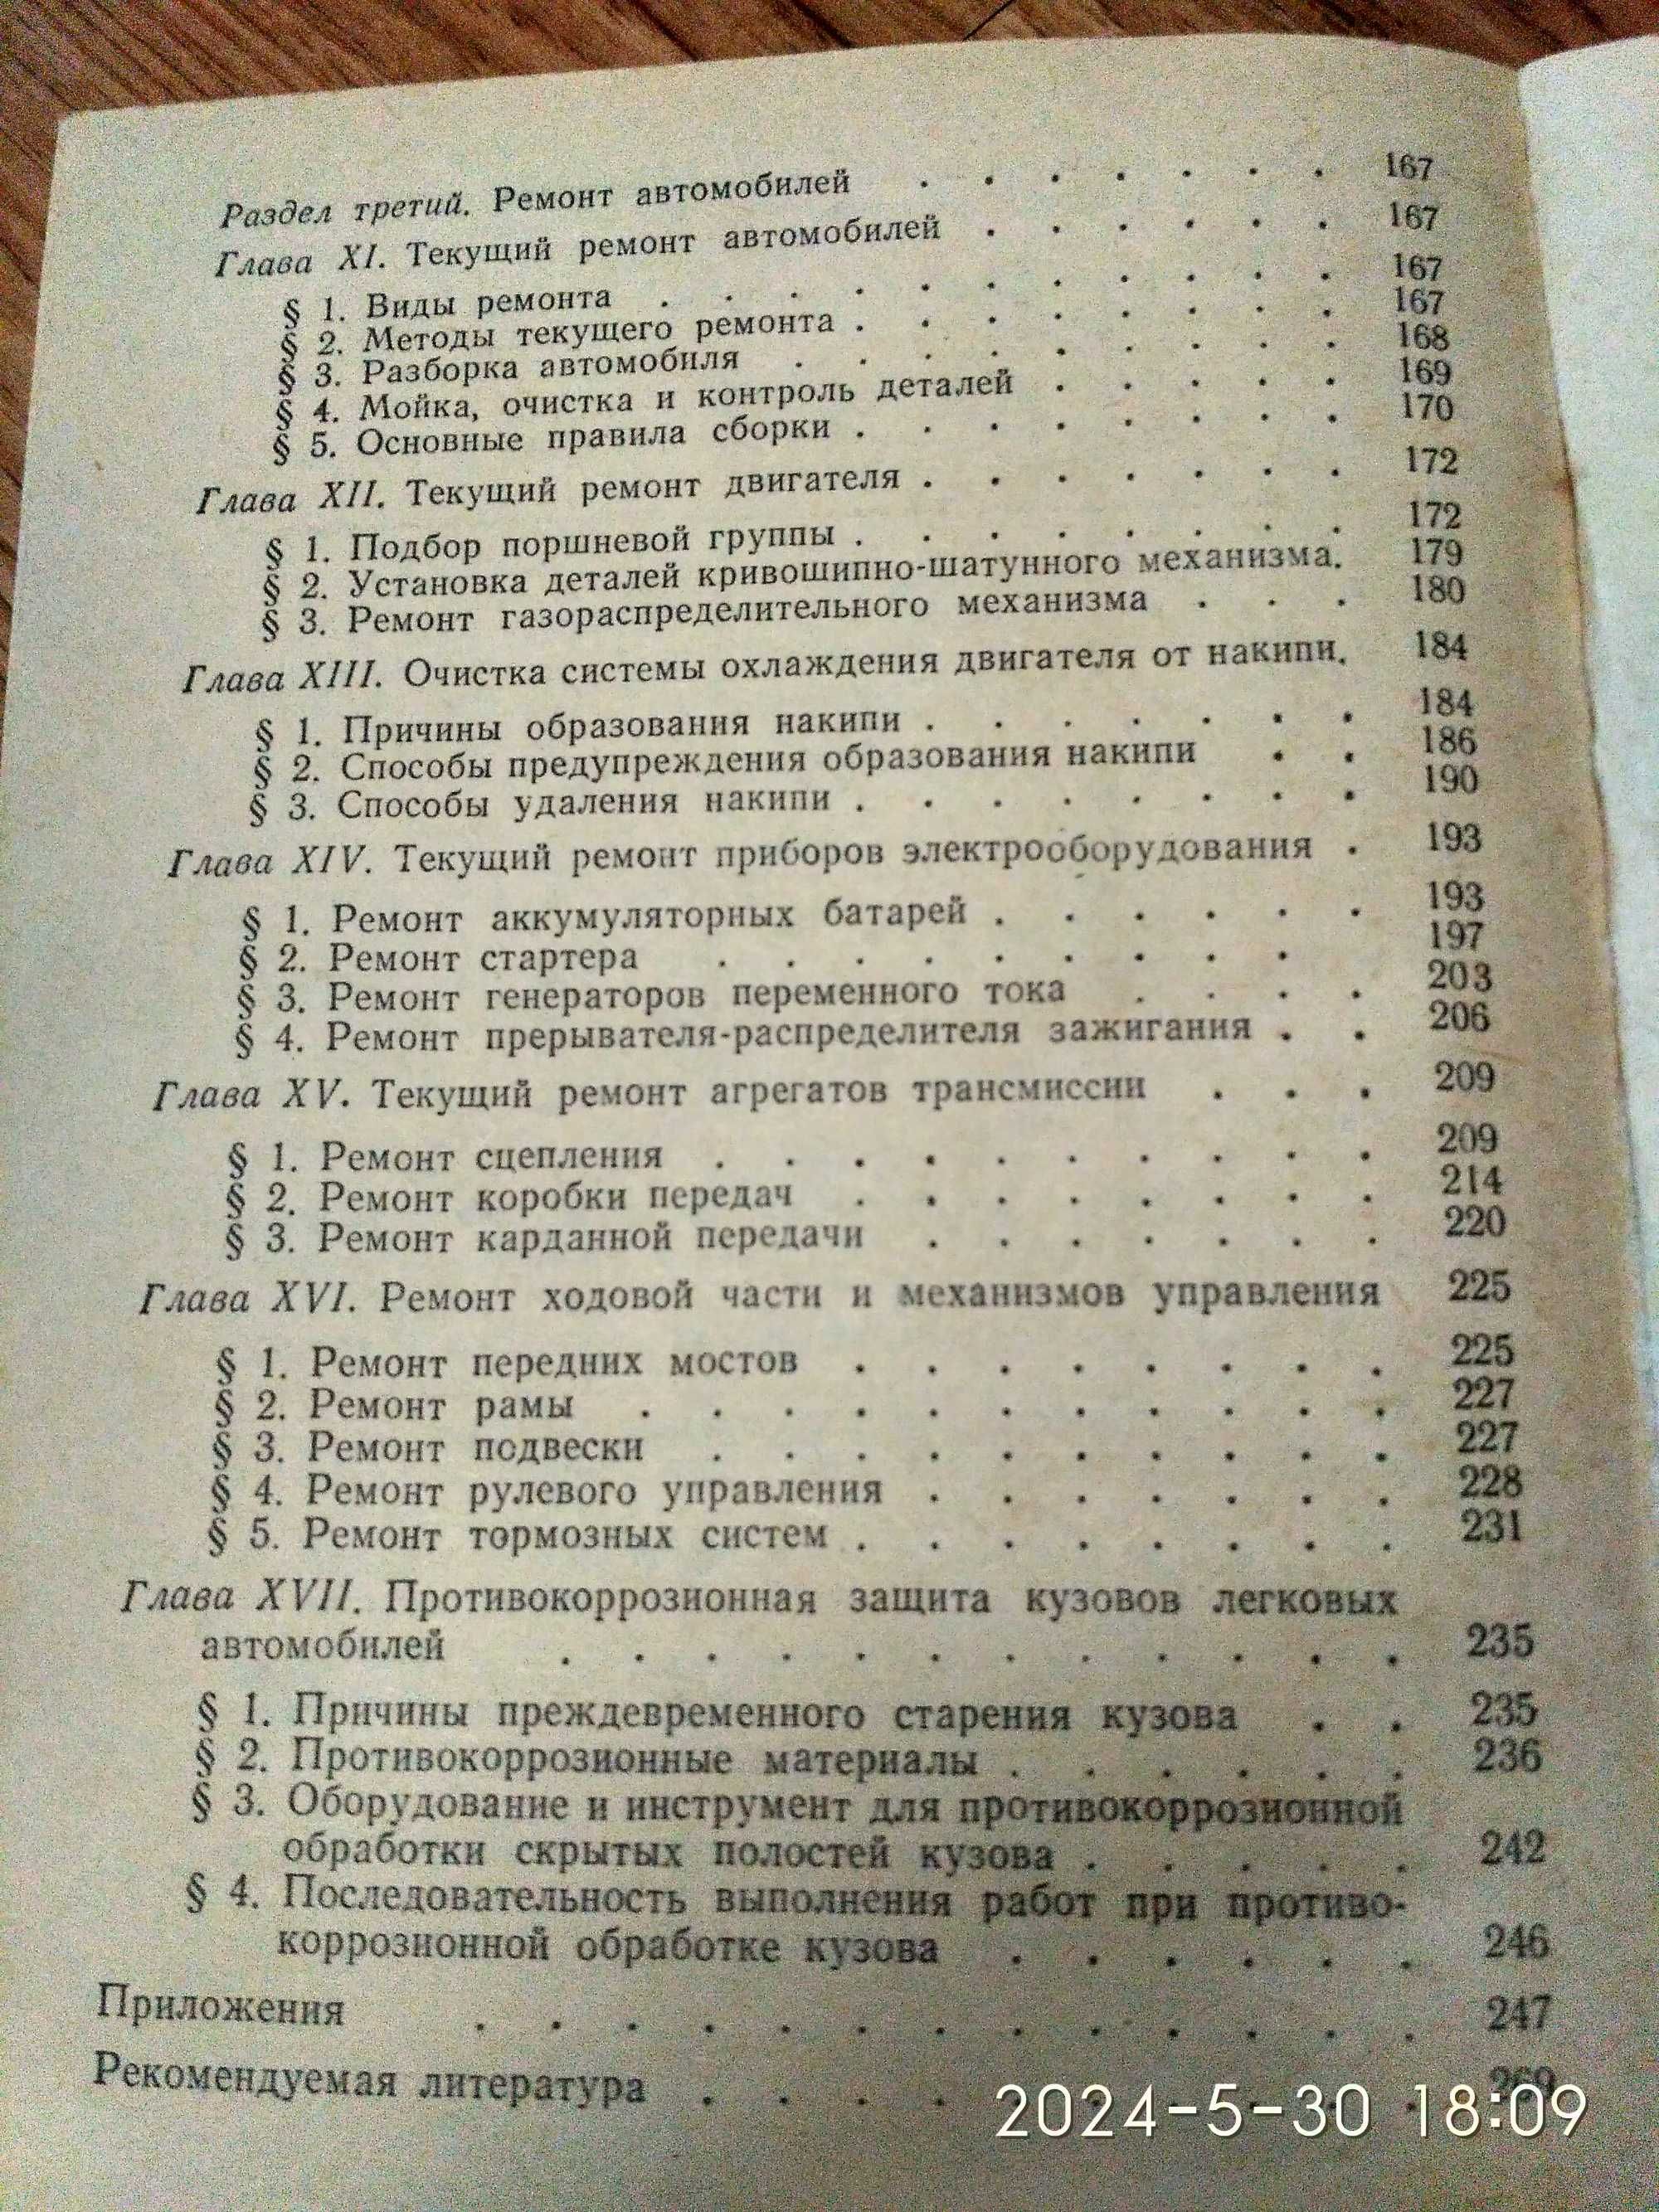 Раздел третий. Ремонт автомобилей . . . . . . . 167
Глава XI. Текущий ремонт автомобилей . . . . . . 167
§ 1. Виды ремонта . . . . . . . . . . . 167
§ 2. Методы текущего ремонта . . . . . . . . 167
§ 3. Разборка автомобиля . . . . . . . . . 168
§ 4. Мойка, очистка и контроль деталей . . . . . 169
§ 5. Основные правила сборки . . . . . . . . 170
Глава XII. Текущий ремонт двигателя . . . . . . . 172
§ 1. Подбор поршневой группы . . . . . . . . 172
§ 2. Установка деталей кривошипно-шатунного механизма. 179
§ 3. Ремонт газораспределительного механизма . . . 180
Глава XIII. Очистка системы охлаждения двигателя от накипи. 184
§ 1. Причины образования накипи . . . . . . . 184
§ 2. Способы предупреждения образования накипи . . 186
§ 3. Способы удаления накипи . . . . . . . . 190
Глава XIV. Текущий ремонт приборов электрооборудования . 193
§ 1. Ремонт аккумуляторных батарей . . . . . . 193
§ 2. Ремонт стартера . . . . . . . . . 197
§ 3. Ремонт генераторов переменного тока . . . . 203
§ 4. Ремонт прерывателя-распределителя зажигания . . 206
Глава XV. Текущий ремонт агрегатов трансмиссии . . . 209
§ 1. Ремонт сцепления . . . . . . . . . . 209
§ 2. Ремонт коробки передач . . . . . . . . 214
§ 3. Ремонт карданной передачи . . . . . . . 220
Глава XVI. Ремонт ходовой части и механизмов управления 225
§ 1. Ремонт передних мостов . . . . . . . . 225
§ 2. Ремонт рамы . . . . . . . . . . . 227
§ 3. Ремонт подвески . . . . . . . . . . 227
§ 4. Ремонт рулевого управления . . . . . . . 228
§ 5. Ремонт тормозных систем . . . . . . . . 231
Глава XVII. Противокоррозионная защита кузовов легковых
автомобилей . . . . . . . . . . . . 235
§ 1. Причины преждевременного старения кузова . . 235
§ 2. Противокоррозионные материалы . . . . . . 236
§ 3. Оборудование и инструмент для противокоррозионной
обработки скрытых полостей кузова . . . . . 242
§ 4. Последовательность выполнения работ при противо-
коррозионной обработке кузова . . . . . . 246
Приложения . . . . . . . . . . . . . 247
Рекомендуемая литература . . . .
2024-5-30 18:09